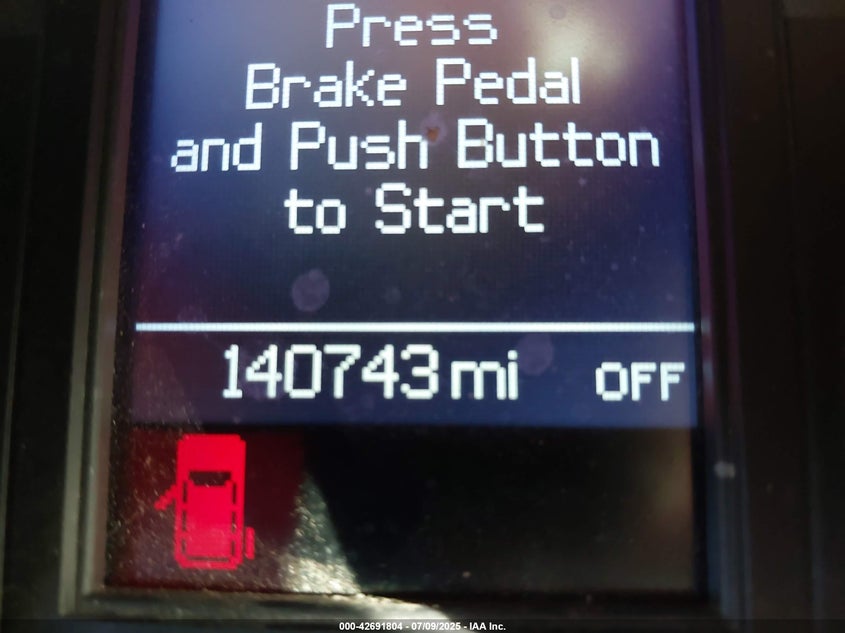 Press
Brake Pedal
and Push Button
to Start
140743 mi OFF
000-42691804 - 07/09/2025 - IAA Inc.